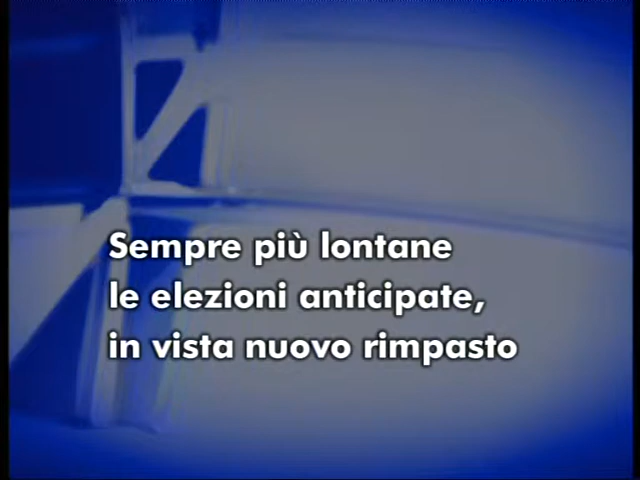 Sempre più lontane
le elezioni anticipate,
in vista nuovo rimpasto